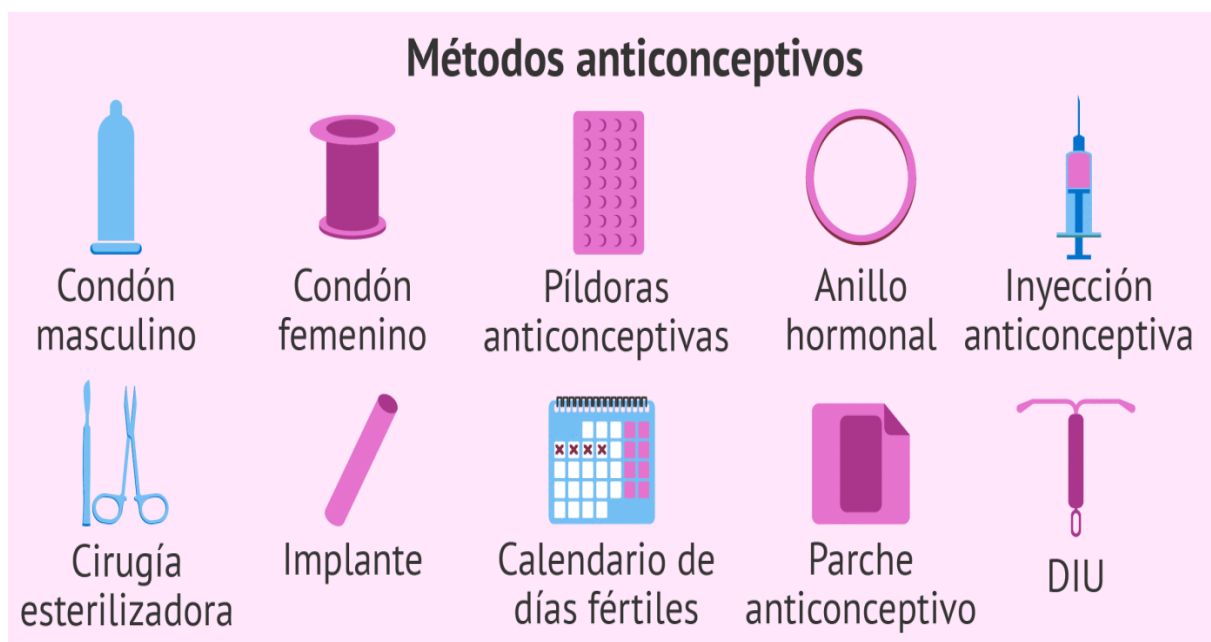 Métodos anticonceptivos
Condón
masculino
Condón
femenino
Píldoras
anticonceptivas
Anillo
hormonal
Inyección
anticonceptiva
Cirugía
esterilizadora
Implante
Calendario de
días fértiles
Parche
anticonceptivo
DIU